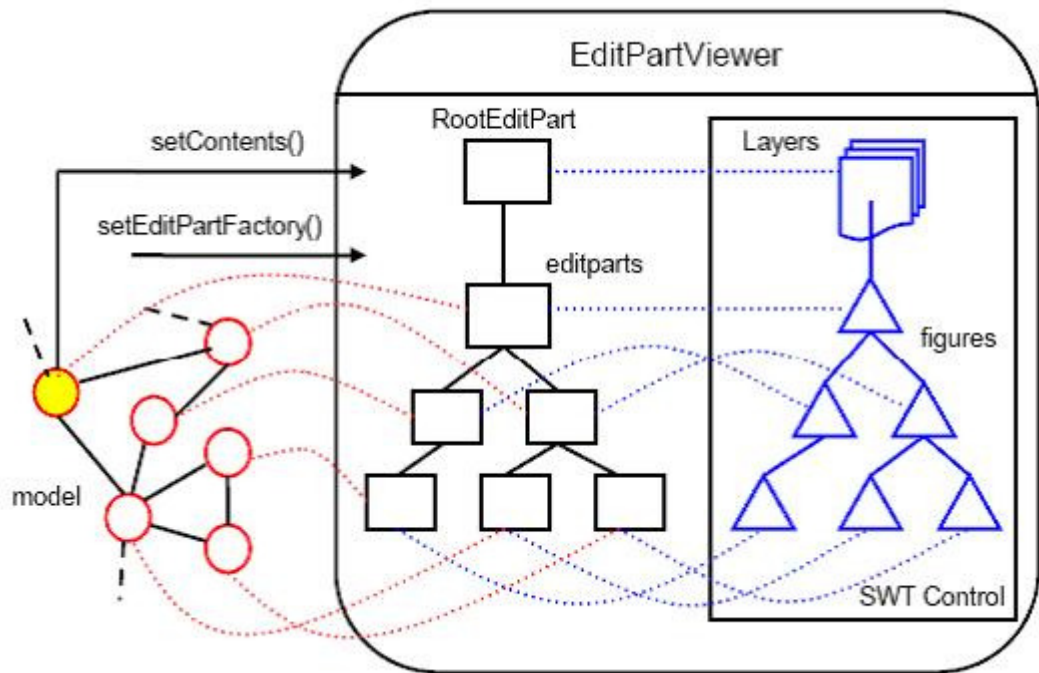 EditPartViewer
RootEditPart
setContents()
Layers
setEditPartFactory()
editparts
figures
model
SWT Control